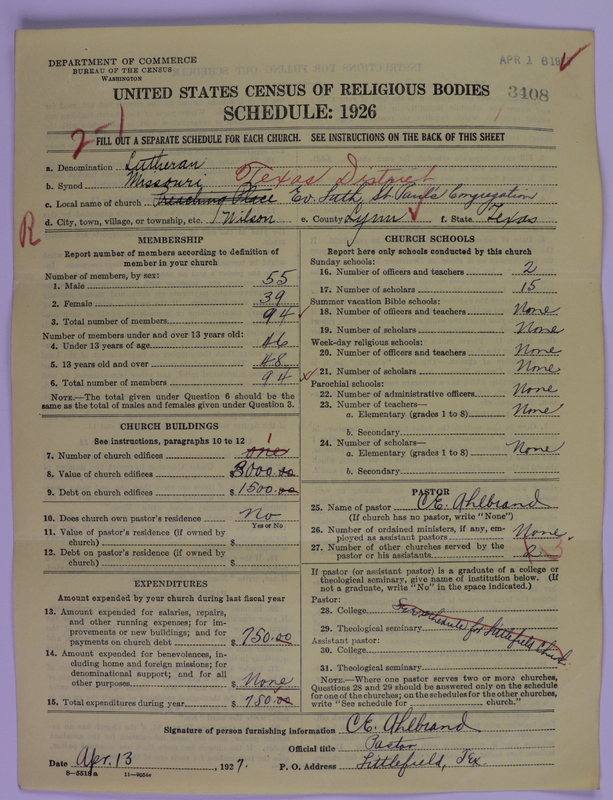 DEPARTMENT OF COMMERCE
BUREAU OF THE CENSUS
WASHINGTON
APR 1 6 19
UNITED STATES CENSUS OF RELIGIOUS BODIES
3408
SCHEDULE: 1926
2-1
FILL OUT A SEPARATE SCHEDULE FOR EACH CHURCH. SEE INSTRUCTIONS ON THE BACK OF THIS SHEET
a. Denomination Lutheran
b. Synod Missouri Texas District
c. Local name of church Preaching Place Ev. Luth. St. Paul's Congregation
d. City, town, village, or township, etc. Wilson e. County Lynn f. State Texas
R
MEMBERSHIP
Report number of members according to definition of
member in your church
Number of members, by sex:
1. Male 55
2. Female 39
3. Total number of members 94
Number of members under and over 13 years old:
4. Under 13 years of age 46
5. 13 years old and over 48
6. Total number of members 94
NOTE.—The total given under Question 6 should be the
same as the total of males and females given under Question 3.
CHURCH BUILDINGS
See instructions, paragraphs 10 to 12
7. Number of church edifices one
8. Value of church edifices $3000.00
9. Debt on church edifices $1500.00
10. Does church own pastor's residence No
Yes or No
11. Value of pastor's residence (if owned by
church) $
12. Debt on pastor's residence (if owned by
church) $
EXPENDITURES
Amount expended by church during last fiscal year
13. Amount expended for salaries, repairs,
and other running expenses; for im-
provements or new buildings; and for
payments on church debt $750.00
14. Amount expended for benevolences, in-
cluding home and foreign missions; for
denominational support; and for all
other purposes $None
15. Total expenditures during year $750.00
CHURCH SCHOOLS
Report here only schools conducted by this church
Sunday schools:
16. Number of officers and teachers 2
17. Number of scholars 15
Summer vacation Bible schools:
18. Number of officers and teachers None
19. Number of scholars None
Week-day religious schools:
20. Number of officers and teachers None
21. Number of scholars None
Parochial schools:
22. Number of administrative officers None
23. Number of teachers—
a. Elementary (grades 1 to 8) None
b. Secondary
24. Number of scholars—
a. Elementary (grades 1 to 8) None
b. Secondary
PASTOR
25. Name of pastor C.E. Ahlbrand
(If church has no pastor, write "None")
26. Number of ordained ministers, if any, em-
ployed as assistant pastors None.
27. Number of other churches served by the
pastor or his assistants 2
If pastor (or assistant pastor) is a graduate of a college or
theological seminary, give name of institution below. (If
not a graduate, write "No" in the space indicated.)
Pastor:
28. College
See schedule for Littlefield Church
29. Theological seminary
Assistant pastor:
30. College
31. Theological seminary
NOTE.—Where one pastor serves two or more churches,
Questions 28 and 29 should be answered only on the schedule
for one of the churches; on the schedules for the other churches,
write "See schedule for church."
Signature of person furnishing information C.E. Ahlbrand
Official title Pastor
Date Apr. 13, 1927. P. O. Address Littlefield, Tex.
8—5518a 11—9054